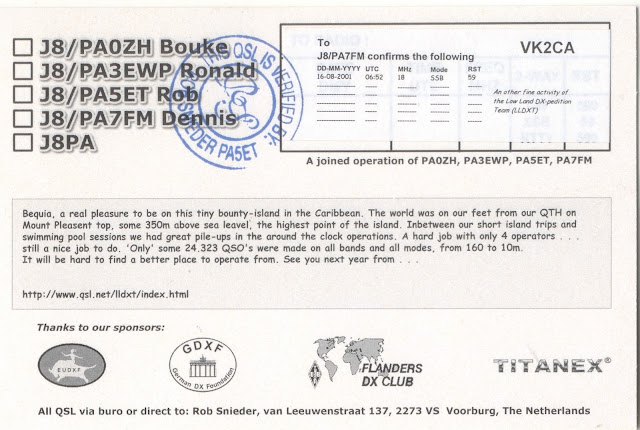 J8/PA0ZH Bouke
J8/PA3EWP Ronald
J8/PA5ET Rob
J8/PA7FM Dennis
J8PA
THIS QSL IS VERIFIED BY:
SNIEDER PA5ET
To
VK2CA
J8/PA7FM confirms the following
DD-MM-YYYY UTC MHz Mode RST
16-08-2001 06:52 18 SSB 59
An other fine activity of
the Low Land DX-pedition
Team (LLDXT)
A joined operation of PA0ZH, PA3EWP, PA5ET, PA7FM
Bequia, a real pleasure to be on this tiny bounty-island in the Caribbean. The world was on our feet from our QTH on
Mount Pleasent top, some 350m above sea leavel, the highest point of the island. Inbetween our short island trips and
swimming pool sessions we had great pile-ups in the around the clock operations. A hard job with only 4 operators . . .
still a nice job to do. 'Only' some 24.323 QSO's were made on all bands and all modes, from 160 to 10m.
It will be hard to find a better place to operate from. See you next year from . . .
http://www.qsl.net/lldxt/index.html
Thanks to our sponsors:
EUDXF
GDXF
German DX Foundation
FLANDERS
DX CLUB
TITANEX®
All QSL via buro or direct to: Rob Snieder, van Leeuwenstraat 137, 2273 VS Voorburg, The Netherlands